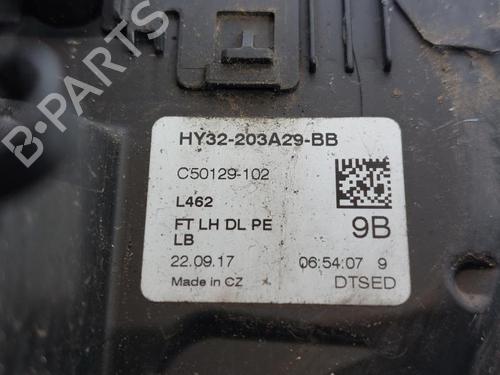 HY32-203A29-BB
C50129-102
L462
FT LH DL PE
LB
9B
22.09.17 06:54:07 9
Made in CZ DTSED